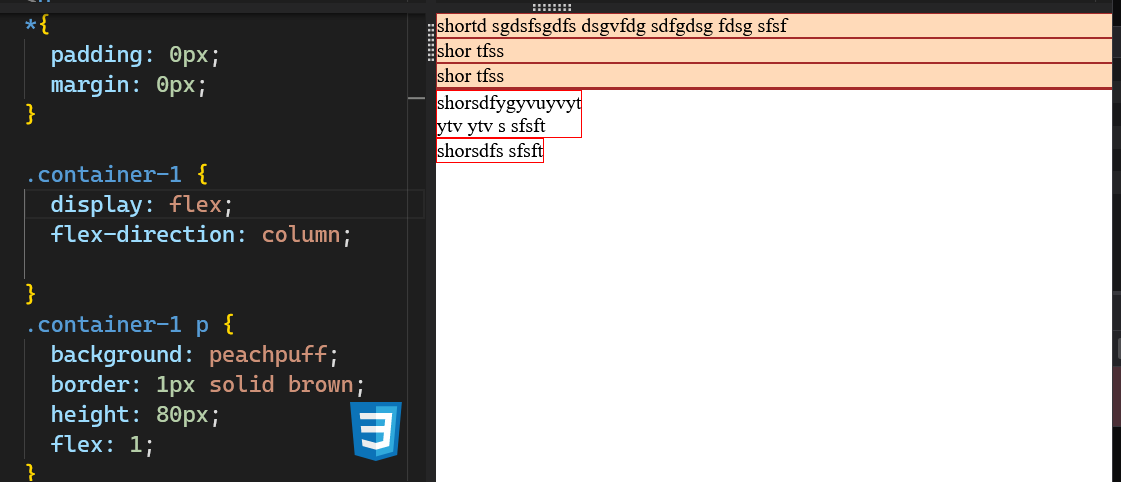 *{
padding: 0px;
margin: 0px;
}
.container-1 {
display: flex;
flex-direction: column;
}
.container-1 p {
background: peachpuff;
border: 1px solid brown;
height: 80px;
flex: 1;
}
shortd sgdsfsgdfs dsgvfdg sdfgdsg fdsg sfsf
shor tfss
shor tfss
shorsdfygyvuyvyt
ytv ytv s sfsft
shorsdfs sfsft